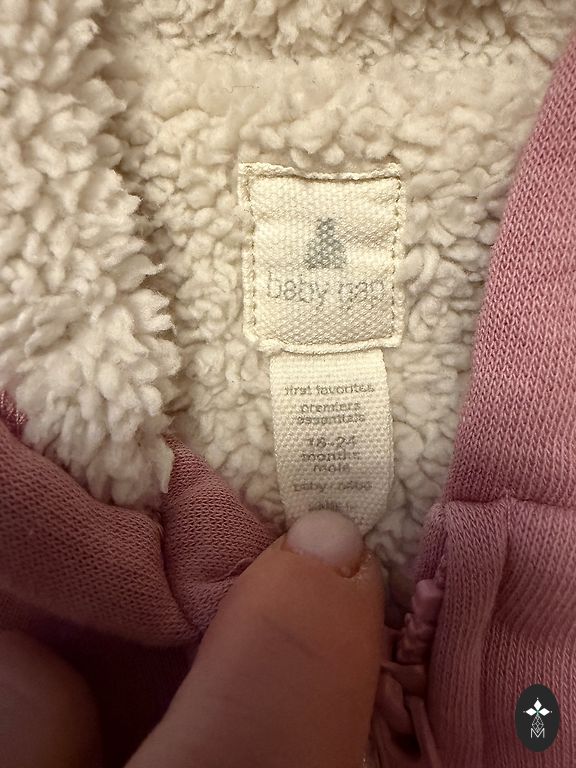 baby gap
first favorites
premiers
essentiels
18-24
months
mois
M